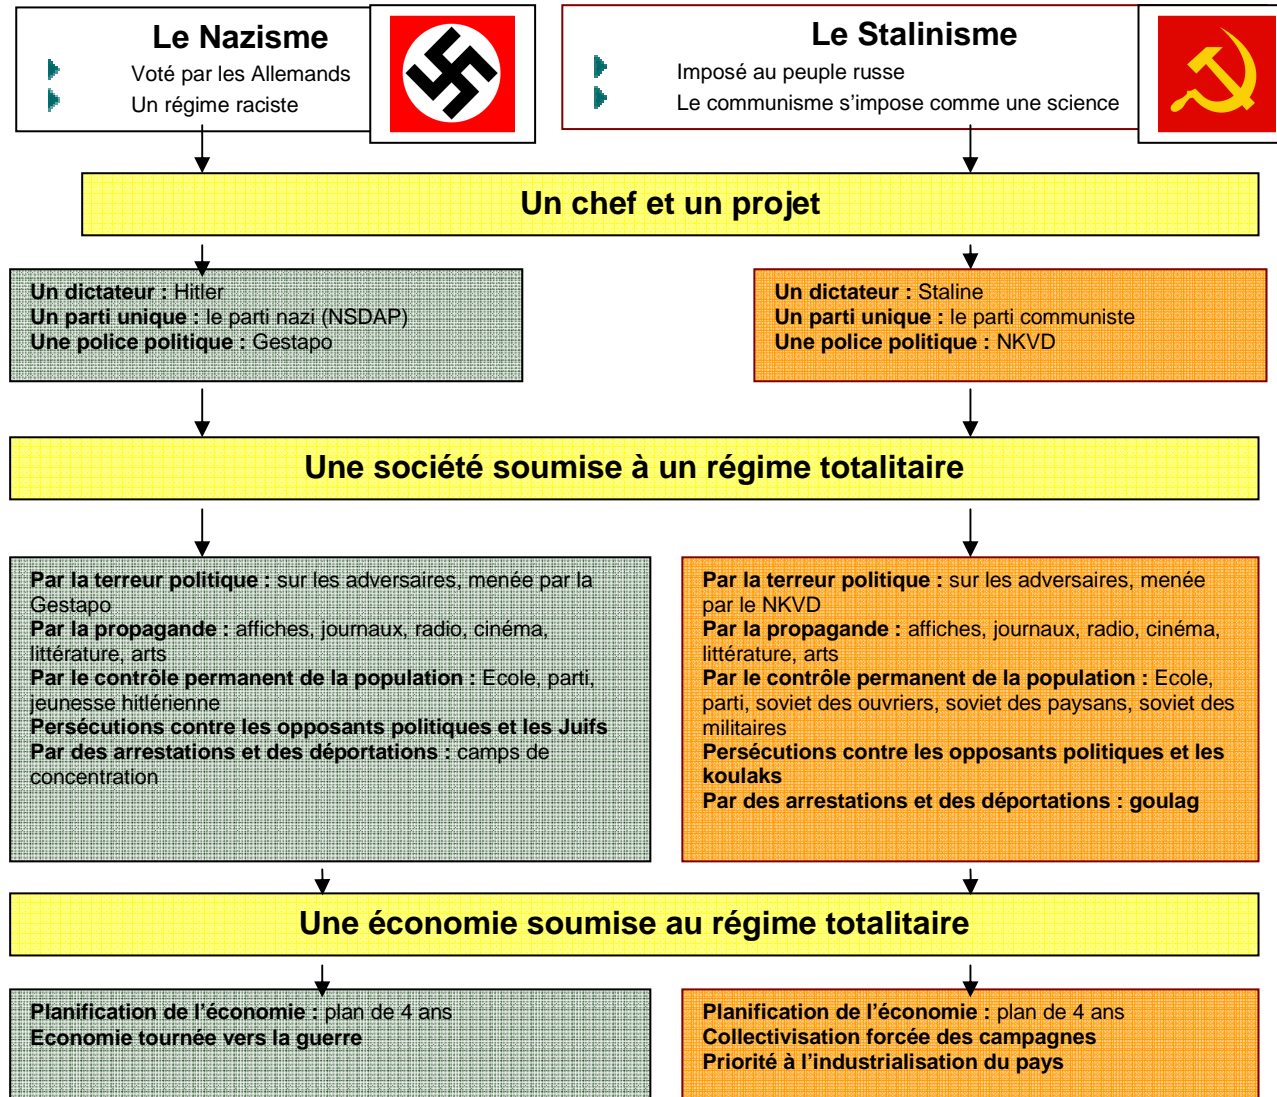 Le Nazisme
Voté par les Allemands
Un régime raciste
Le Stalinisme
Imposé au peuple russe
Le communisme s'impose comme une science
Un chef et un projet
Un dictateur : Hitler
Un parti unique : le parti nazi (NSDAP)
Une police politique : Gestapo
Un dictateur : Staline
Un parti unique : le parti communiste
Une police politique : NKVD
Une société soumise à un régime totalitaire
Par la terreur politique : sur les adversaires, menée par la
Gestapo
Par la propagande : affiches, journaux, radio, cinéma,
littérature, arts
Par le contrôle permanent de la population : Ecole, parti,
jeunesse hitlérienne
Persécutions contre les opposants politiques et les Juifs
Par des arrestations et des déportations : camps de
concentration
Par la terreur politique : sur les adversaires, menée
par le NKVD
Par la propagande : affiches, journaux, radio, cinéma,
littérature, arts
Par le contrôle permanent de la population : Ecole,
parti, soviet des ouvriers, soviet des paysans, soviet des
militaires
Persécutions contre les opposants politiques et les
koulaks
Par des arrestations et des déportations : goulag
Une économie soumise au régime totalitaire
Planification de l'économie : plan de 4 ans
Economie tournée vers la guerre
Planification de l'économie : plan de 4 ans
Collectivisation forcée des campagnes
Priorité à l'industrialisation du pays